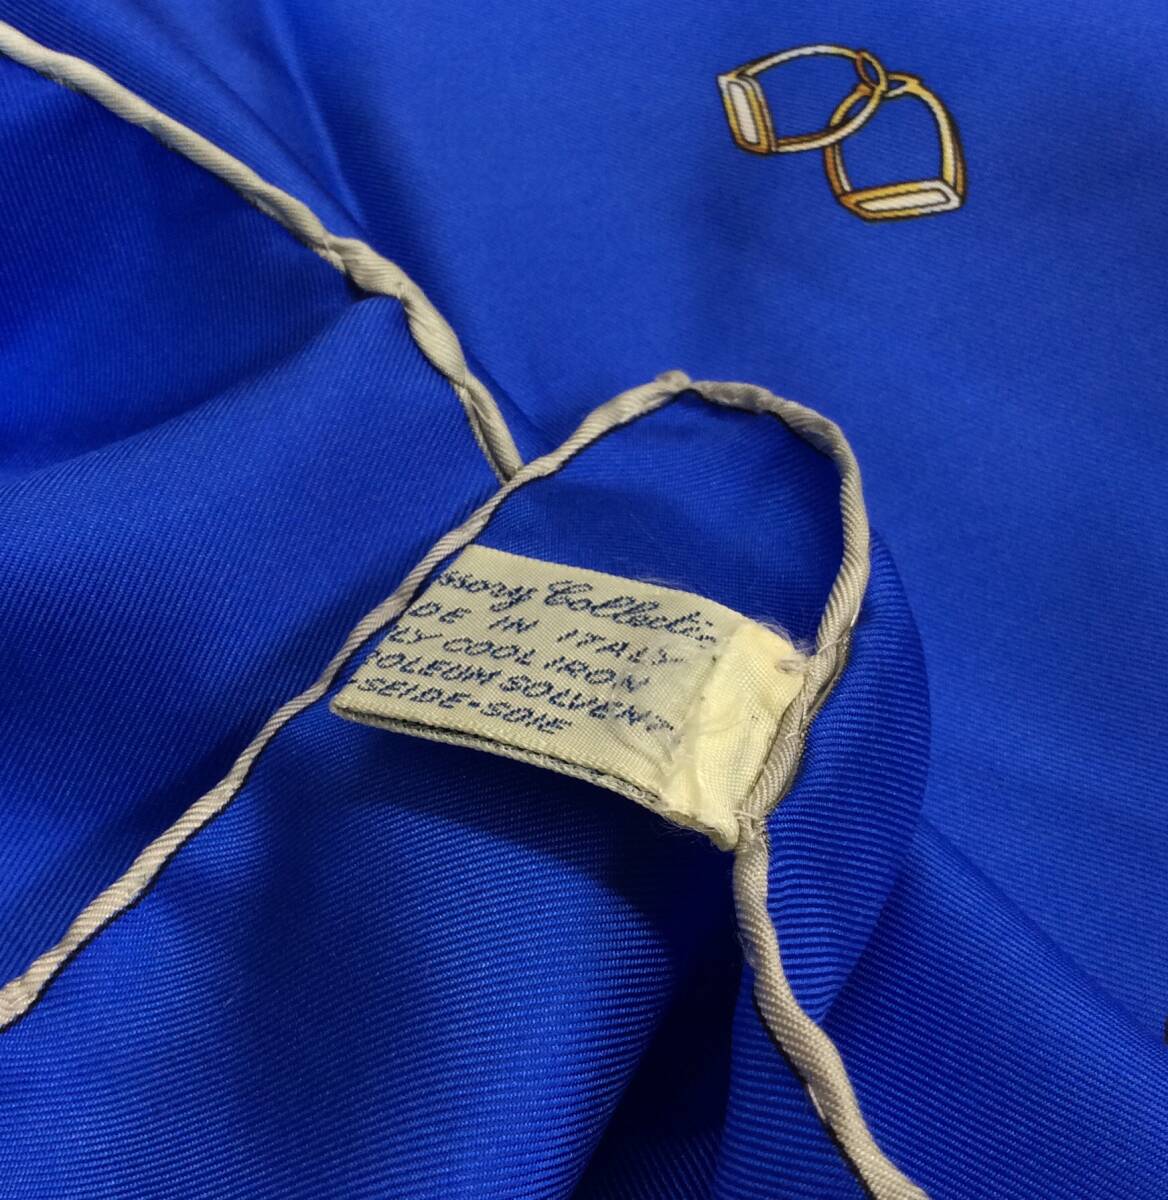 ssory Collecti
DE IN ITALY
LY COOL IRON
OLEUM SOLVENT
-SEIDE-SOIE